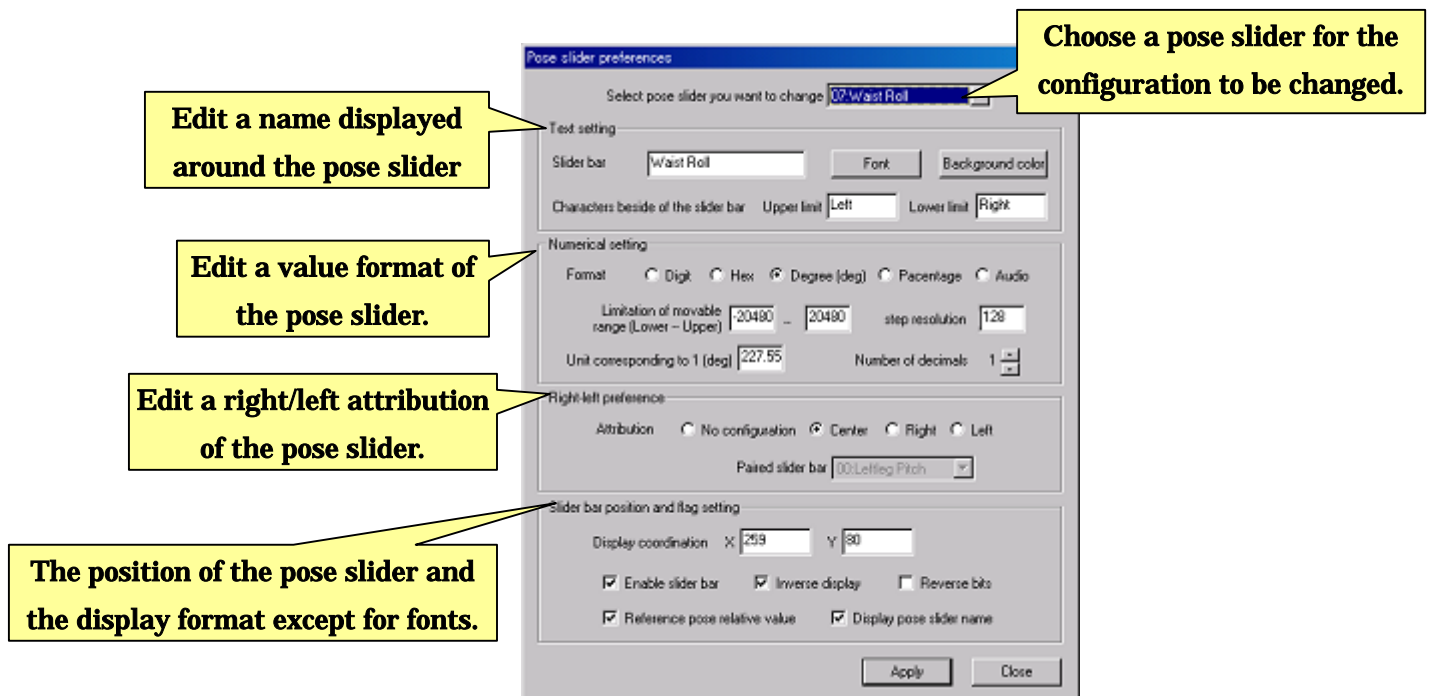 Choose a pose slider for the
configuration to be changed.
Pose slider preferences
Select pose slider you want to change 07:Waist Roll
Edit a name displayed
around the pose slider
Text setting
Slider bar Waist Roll Font Background color
Characters beside of the slider bar Upper limit Left Lower limit Right
Edit a value format of
the pose slider.
Numerical setting
Format Digit Hex Degree (deg) Pacentage Audio
Limitation of movable
range (Lower – Upper) -20480 ... 20480 step resolution 128
Unit corresponding to 1 (deg) 227.55 Number of decimals 1
Edit a right/left attribution
of the pose slider.
Right-left preference
Attribution No configuration Center Right Left
Paired slider bar 00:Leftleg Pitch
The position of the pose slider and
the display format except for fonts.
Slider bar position and flag setting
Display coordination X 259 Y 80
Enable slider bar Inverse display Reverse bits
Reference pose relative value Display pose slider name
Apply Close